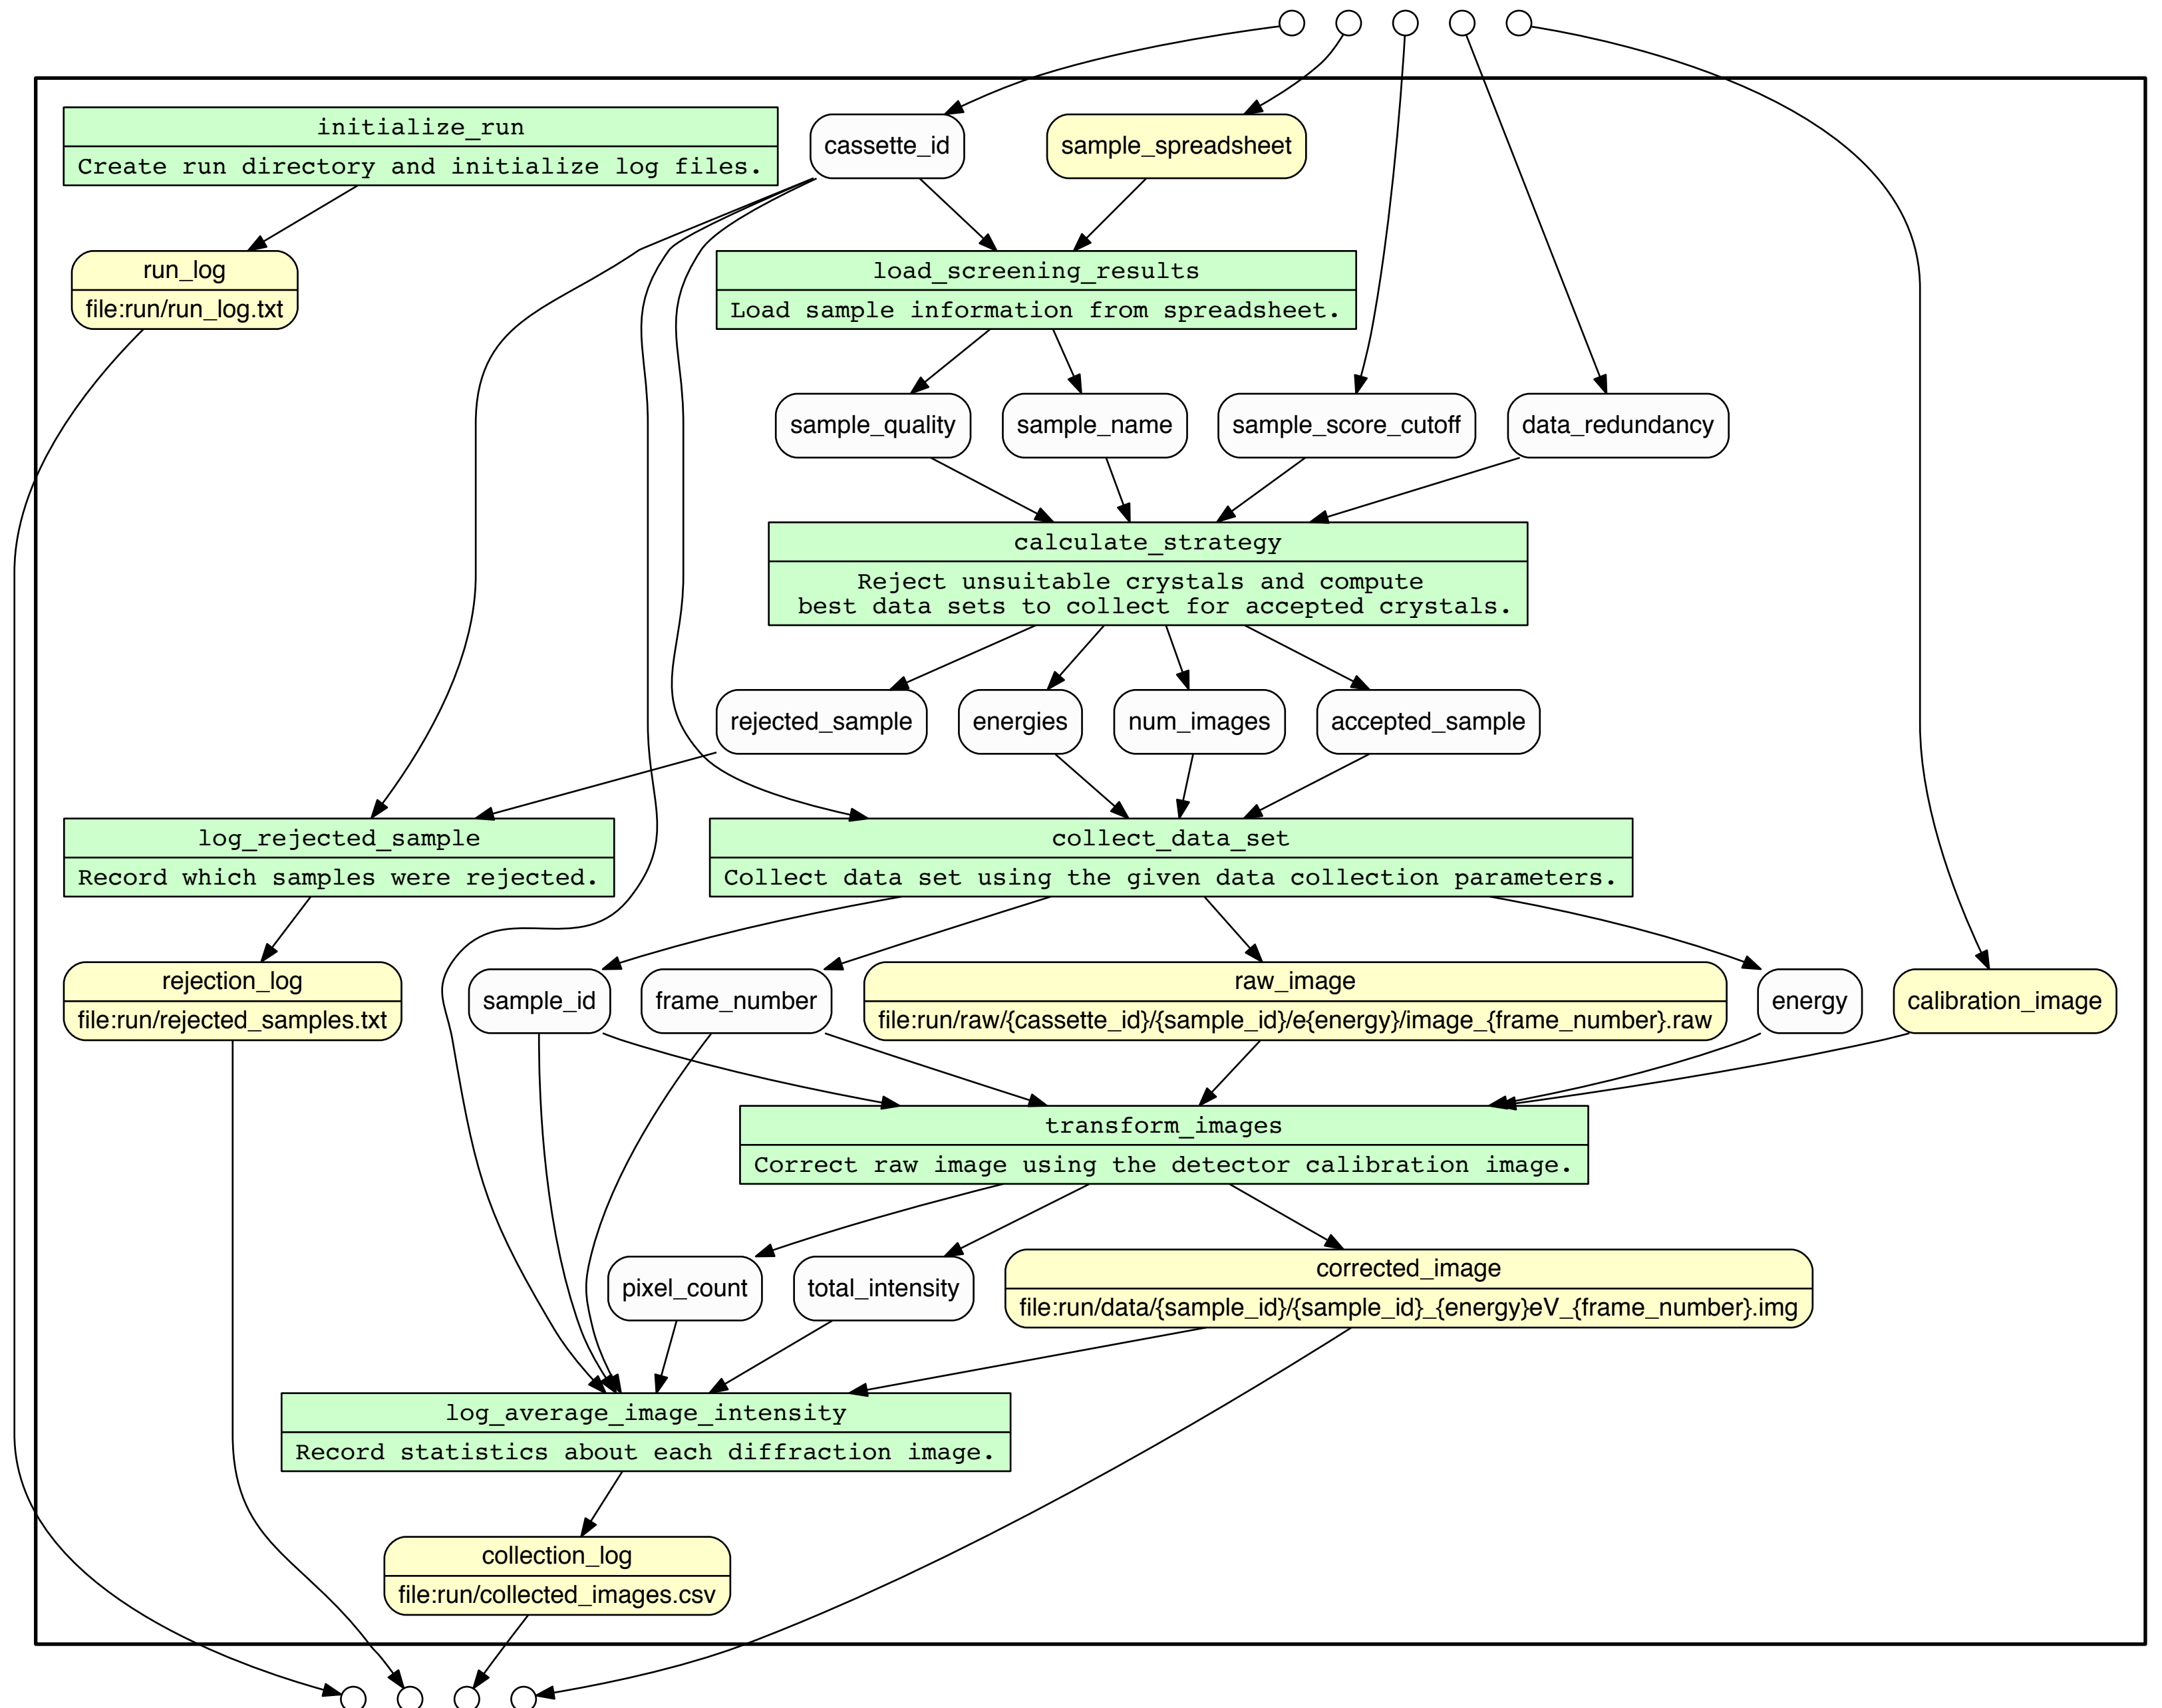 initialize_run
Create run directory and initialize log files.
cassette_id
sample_spreadsheet
run_log
file:run/run_log.txt
load_screening_results
Load sample information from spreadsheet.
sample_quality
sample_name
sample_score_cutoff
data_redundancy
calculate_strategy
Reject unsuitable crystals and compute
best data sets to collect for accepted crystals.
rejected_sample
energies
num_images
accepted_sample
log_rejected_sample
Record which samples were rejected.
collect_data_set
Collect data set using the given data collection parameters.
rejection_log
file:run/rejected_samples.txt
sample_id
frame_number
raw_image
file:run/raw/{cassette_id}/{sample_id}/e{energy}/image_{frame_number}.raw
energy
calibration_image
transform_images
Correct raw image using the detector calibration image.
pixel_count
total_intensity
corrected_image
file:run/data/{sample_id}/{sample_id}_{energy}eV_{frame_number}.img
log_average_image_intensity
Record statistics about each diffraction image.
collection_log
file:run/collected_images.csv